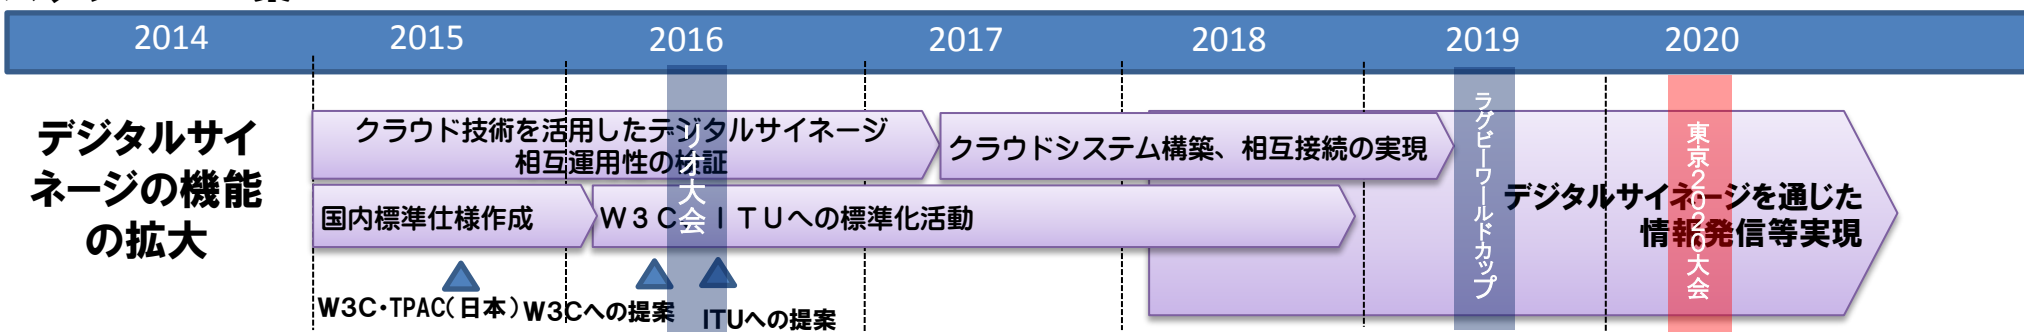 2014 2015 2016 2017 2018 2019 2020
デジタルサイ
ネージの機能
の拡大
クラウド技術を活用したデジタルサイネージ
相互運用性の検証
クラウドシステム構築、相互接続の実現
国内標準仕様作成
W3C、ITUへの標準化活動
デジタルサイネージを通じた
情報発信等実現
リオ大会
ラグビーワールドカップ
東京2020大会
W3C・TPAC(日本)
W3Cへの提案
ITUへの提案